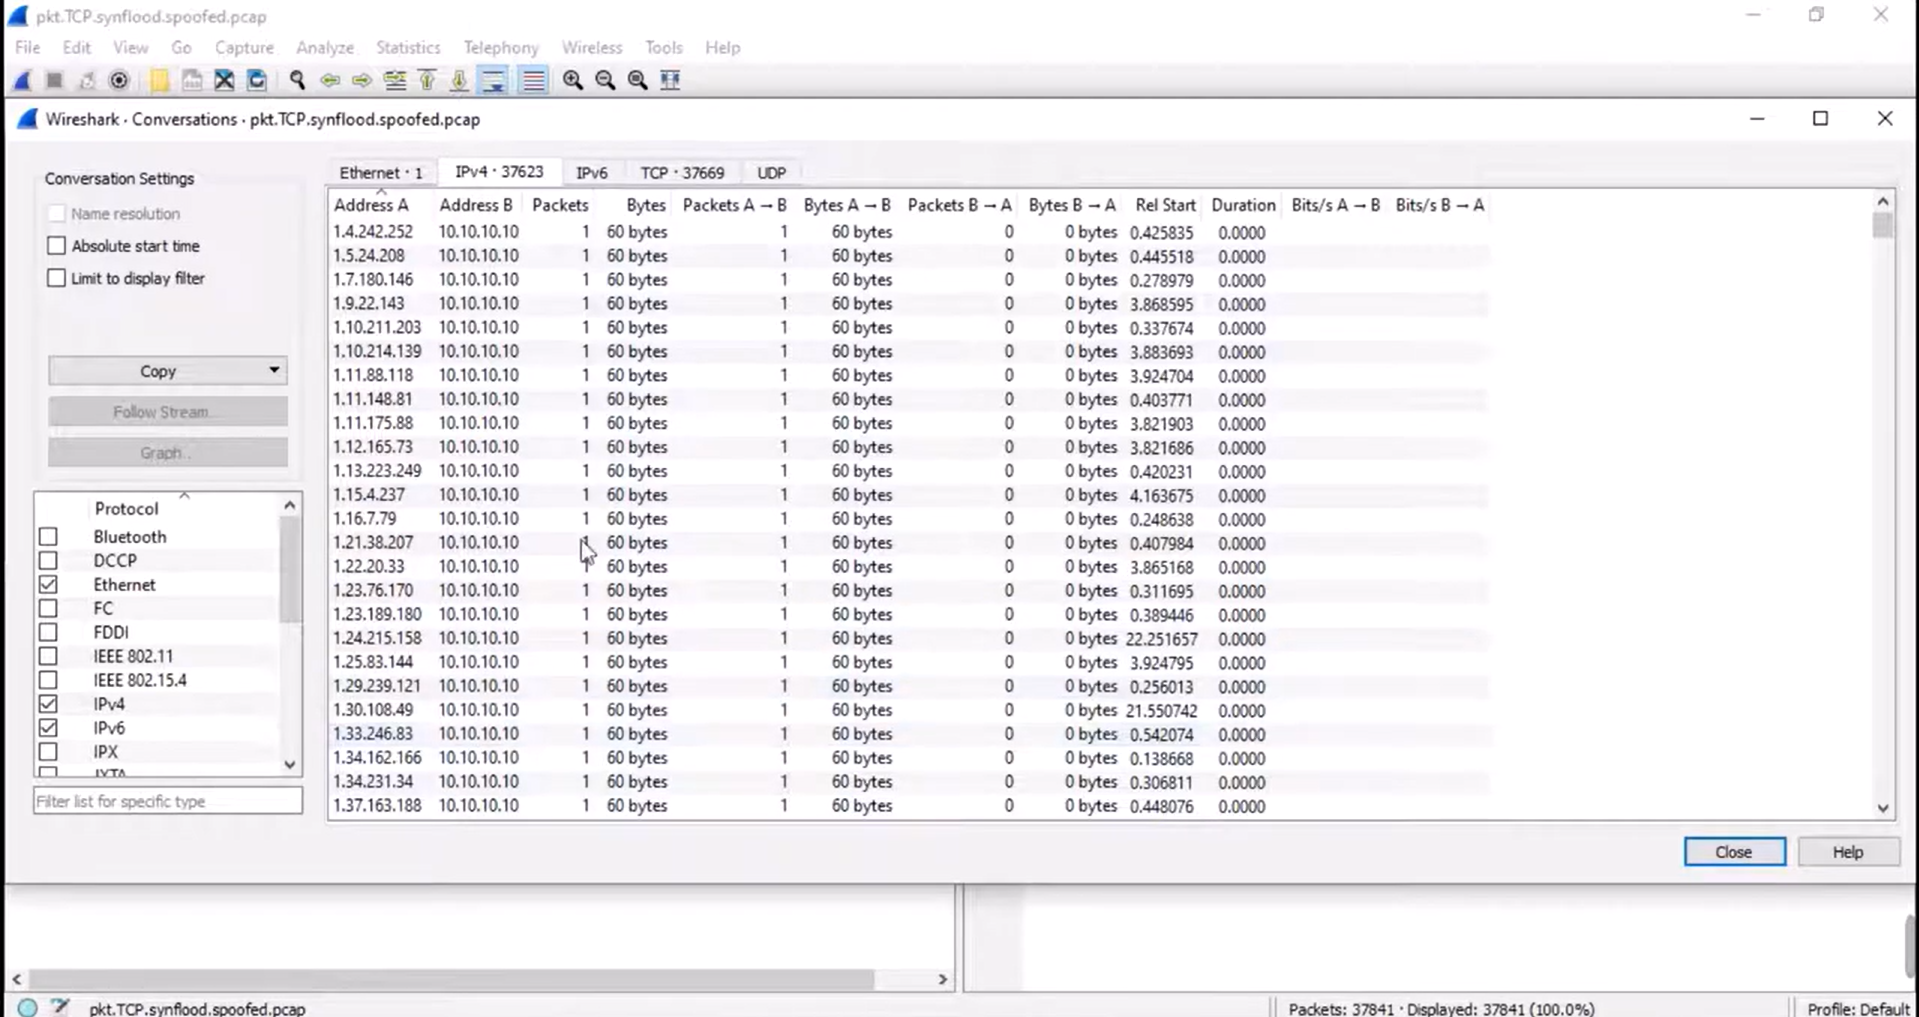 pkt.TCP.synflood.spoofed.pcap
File Edit View Go Capture Analyze Statistics Telephony Wireless Tools Help
Wireshark · Conversations · pkt.TCP.synflood.spoofed.pcap
Conversation Settings
Name resolution
Absolute start time
Limit to display filter
Copy
Follow Stream...
Graph...
Protocol
Bluetooth
DCCP
Ethernet
FC
FDDI
IEEE 802.11
IEEE 802.15.4
IPv4
IPv6
IPX
JXTA
Filter list for specific type
Ethernet · 1 IPv4 · 37623 IPv6 TCP · 37669 UDP
Address A Address B Packets Bytes Packets A → B Bytes A → B Packets B → A Bytes B → A Rel Start Duration Bits/s A → B Bits/s B → A
1.4.242.252 10.10.10.10 1 60 bytes 1 60 bytes 0 0 bytes 0.425835 0.0000
1.5.24.208 10.10.10.10 1 60 bytes 1 60 bytes 0 0 bytes 0.445518 0.0000
1.7.180.146 10.10.10.10 1 60 bytes 1 60 bytes 0 0 bytes 0.278979 0.0000
1.9.22.143 10.10.10.10 1 60 bytes 1 60 bytes 0 0 bytes 3.868595 0.0000
1.10.211.203 10.10.10.10 1 60 bytes 1 60 bytes 0 0 bytes 0.337674 0.0000
1.10.214.139 10.10.10.10 1 60 bytes 1 60 bytes 0 0 bytes 3.883693 0.0000
1.11.88.118 10.10.10.10 1 60 bytes 1 60 bytes 0 0 bytes 3.924704 0.0000
1.11.148.81 10.10.10.10 1 60 bytes 1 60 bytes 0 0 bytes 0.403771 0.0000
1.11.175.88 10.10.10.10 1 60 bytes 1 60 bytes 0 0 bytes 3.821903 0.0000
1.12.165.73 10.10.10.10 1 60 bytes 1 60 bytes 0 0 bytes 3.821686 0.0000
1.13.223.249 10.10.10.10 1 60 bytes 1 60 bytes 0 0 bytes 0.420231 0.0000
1.15.4.237 10.10.10.10 1 60 bytes 1 60 bytes 0 0 bytes 4.163675 0.0000
1.16.7.79 10.10.10.10 1 60 bytes 1 60 bytes 0 0 bytes 0.248638 0.0000
1.21.38.207 10.10.10.10 1 60 bytes 1 60 bytes 0 0 bytes 0.407984 0.0000
1.22.20.33 10.10.10.10 1 60 bytes 1 60 bytes 0 0 bytes 3.865168 0.0000
1.23.76.170 10.10.10.10 1 60 bytes 1 60 bytes 0 0 bytes 0.311695 0.0000
1.23.189.180 10.10.10.10 1 60 bytes 1 60 bytes 0 0 bytes 0.389446 0.0000
1.24.215.158 10.10.10.10 1 60 bytes 1 60 bytes 0 0 bytes 22.251657 0.0000
1.25.83.144 10.10.10.10 1 60 bytes 1 60 bytes 0 0 bytes 3.924795 0.0000
1.29.239.121 10.10.10.10 1 60 bytes 1 60 bytes 0 0 bytes 0.256013 0.0000
1.30.108.49 10.10.10.10 1 60 bytes 1 60 bytes 0 0 bytes 21.550742 0.0000
1.33.246.83 10.10.10.10 1 60 bytes 1 60 bytes 0 0 bytes 0.542074 0.0000
1.34.162.166 10.10.10.10 1 60 bytes 1 60 bytes 0 0 bytes 0.138668 0.0000
1.34.231.34 10.10.10.10 1 60 bytes 1 60 bytes 0 0 bytes 0.306811 0.0000
1.37.163.188 10.10.10.10 1 60 bytes 1 60 bytes 0 0 bytes 0.448076 0.0000
Close Help
pkt.TCP.synflood.spoofed.pcap Packets: 37841 · Displayed: 37841 (100.0%) Profile: Default